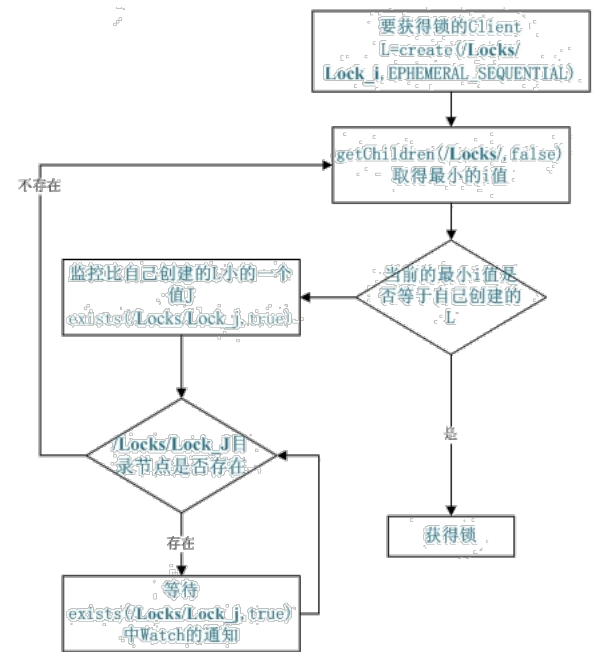 要获得锁的Client
L=create(/Locks/
Lock_i,EPHEMERAL_SEQUENTIAL)
getChildren(/Locks/,false)
取得最小的i值
不存在
监控比自己创建的L小的一个
值J
exists(/Locks/Lock_j,true)
当前的最小i值是
否等于自己创建的
L
/Locks/Lock_J目
录节点是否存在
是
存在
获得锁
等待
exists(/Locks/Lock_j,true)
中Watch的通知